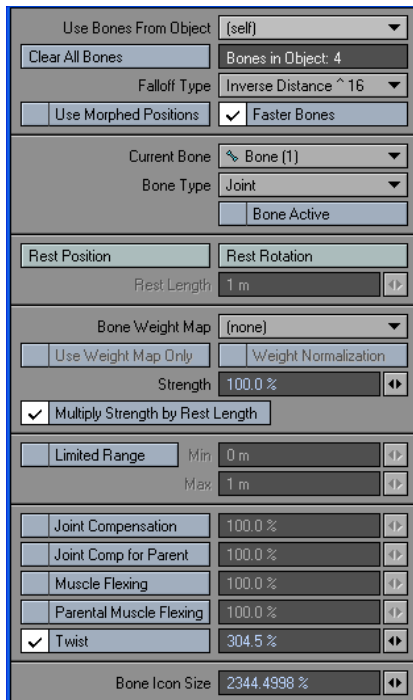 Use Bones From Object (self)
Clear All Bones Bones in Object: 4
Falloff Type Inverse Distance ^ 16
Use Morphed Positions Faster Bones
Current Bone Bone (1)
Bone Type Joint
Bone Active
Rest Position Rest Rotation
Rest Length 1 m
Bone Weight Map (none)
Use Weight Map Only Weight Normalization
Strength 100.0 %
Multiply Strength by Rest Length
Limited Range Min 0 m
Max 1 m
Joint Compensation 100.0 %
Joint Comp for Parent 100.0 %
Muscle Flexing 100.0 %
Parental Muscle Flexing 100.0 %
Twist 304.5 %
Bone Icon Size 2344.4998 %